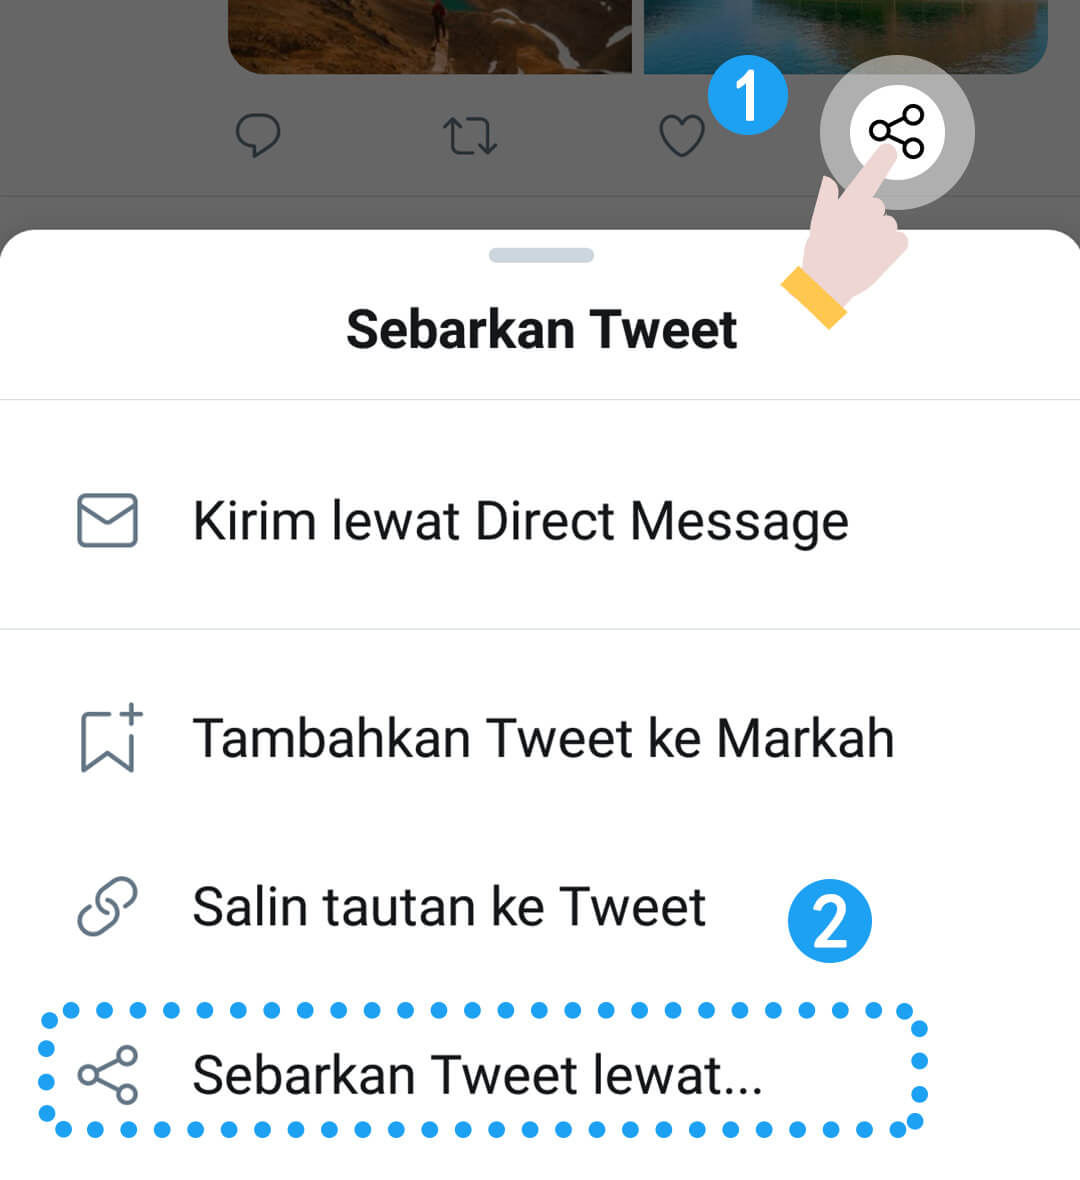 1
Sebarkan Tweet
Kirim lewat Direct Message
Tambahkan Tweet ke Markah
Salin tautan ke Tweet
2
Sebarkan Tweet lewat...